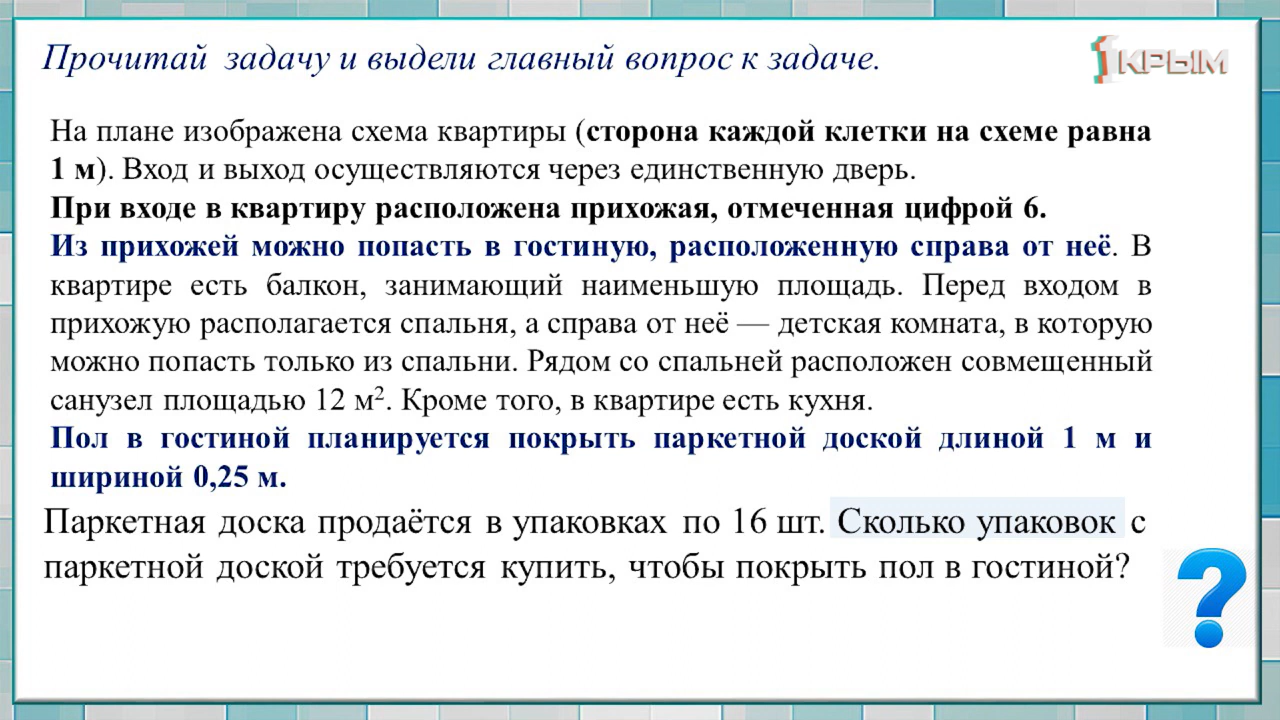 Прочитай задачу и выдели главный вопрос к задаче.
1КРЫМ
На плане изображена схема квартиры (сторона каждой клетки на схеме равна
1 м). Вход и выход осуществляются через единственную дверь.
При входе в квартиру расположена прихожая, отмеченная цифрой 6.
Из прихожей можно попасть в гостиную, расположенную справа от неё. В
квартире есть балкон, занимающий наименьшую площадь. Перед входом в
прихожую располагается спальня, а справа от неё — детская комната, в которую
можно попасть только из спальни. Рядом со спальней расположен совмещенный
санузел площадью 12 м². Кроме того, в квартире есть кухня.
Пол в гостиной планируется покрыть паркетной доской длиной 1 м и
шириной 0,25 м.
Паркетная доска продаётся в упаковках по 16 шт. Сколько упаковок с
паркетной доской требуется купить, чтобы покрыть пол в гостиной?
?